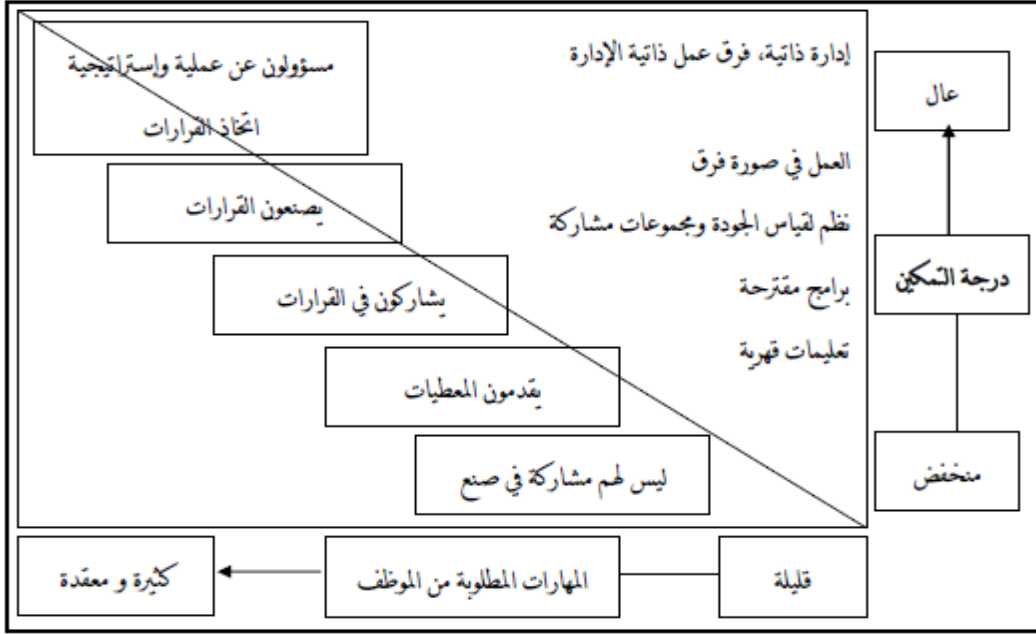 إدارة ذاتية، فرق عمل ذاتية الإدارة
مسؤولون عن عملية وإستراتيجية
اتخاذ القرارات
عال
العمل في صورة فرق
يصنعون القرارات
نظم لقياس الجودة ومجموعات مشاركة
درجة التمكين
برامج مقترحة
يشاركون في القرارات
تعليمات قهرية
يقدمون المعطيات
منخفض
ليس لهم مشاركة في صنع
قليلة
المهارات المطلوبة من الموظف
كثيرة و معقدة